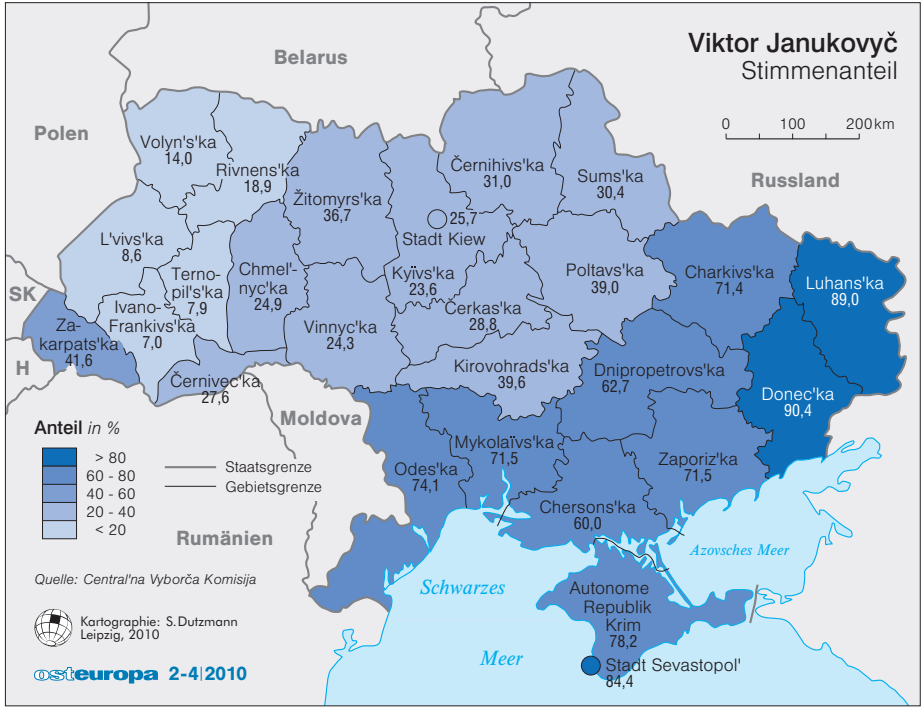 Viktor Janukovyč
Stimmenanteil
0 100 200 km
Belarus
Polen
Russland
SK
H
Moldova
Rumänien
Volyn's'ka
14,0
Rivnens'ka
18,9
Žitomyrs'ka
36,7
Černihivs'ka
31,0
Sums'ka
30,4
25,7
Stadt Kiew
L'vivs'ka
8,6
Terno-
pil's'ka
7,9
Chmel'-
nyc'ka
24,9
Kyïvs'ka
23,6
Poltavs'ka
39,0
Charkivs'ka
71,4
Luhans'ka
89,0
Ivano-
Frankivs'ka
7,0
Vinnyc'ka
24,3
Čerkas'ka
28,8
Za-
karpats'ka
41,6
Černivec'ka
27,6
Kirovohrads'ka
39,6
Dnipropetrovs'ka
62,7
Donec'ka
90,4
Odes'ka
74,1
Mykolaïvs'ka
71,5
Zaporiz'ka
71,5
Chersons'ka
60,0
Azovsches Meer
Schwarzes
Meer
Autonome
Republik
Krim
78,2
Stadt Sevastopol'
84,4
Anteil in %
> 80
60 - 80
40 - 60
20 - 40
< 20
Staatsgrenze
Gebietsgrenze
Quelle: Central'na Vyborča Komisija
Kartographie: S.Dutzmann
Leipzig, 2010
osteuropa 2-4|2010